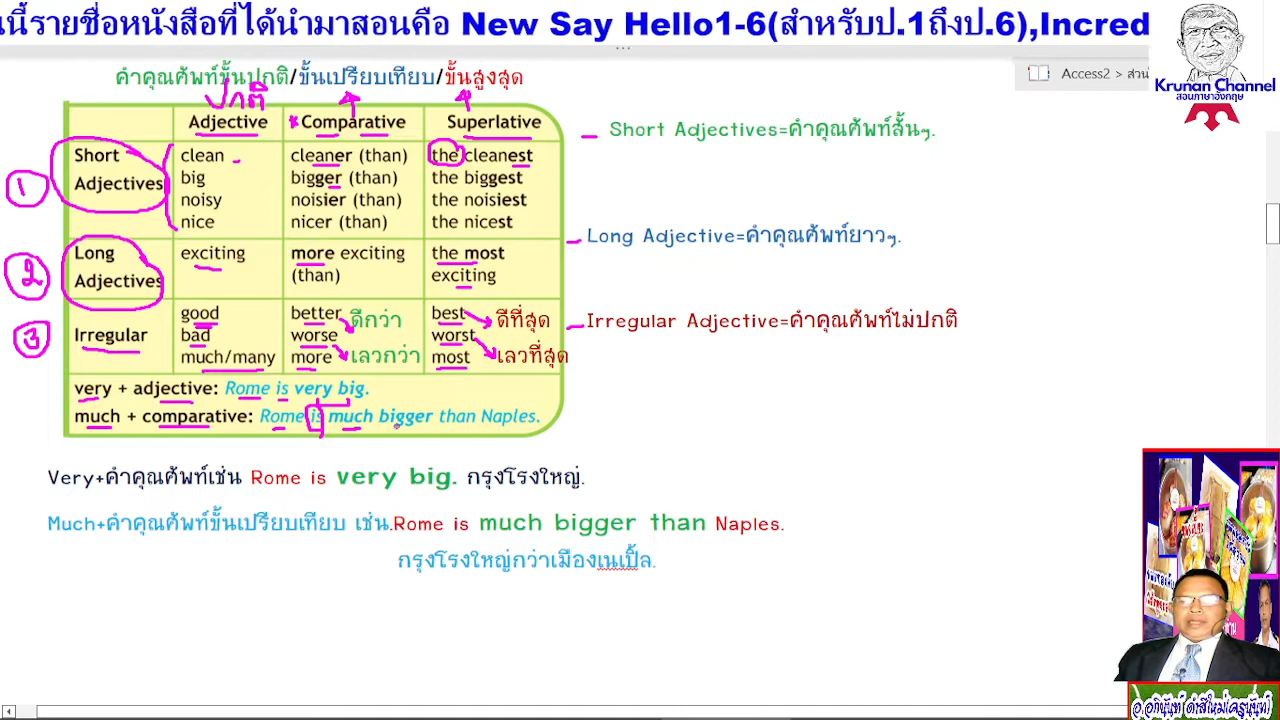 นนี้รายชื่อหนังสือที่ได้นำมาสอนคือ New Say Hello1-6(สำหรับป.1ถึงป.6),Incred
Access2 > ส่วน
Krunan Channel
สอนภาษาอังกฤษ
คำคุณศัพท์ขั้นปกติ/ขั้นเปรียบเทียบ/ขั้นสูงสุด
ปกติ
Adjective Comparative Superlative
Short Adjectives=คำคุณศัพท์สั้นๆ.
1
Short Adjectives
clean cleaner (than) the cleanest
big bigger (than) the biggest
noisy noisier (than) the noisiest
nice nicer (than) the nicest
Long Adjective=คำคุณศัพท์ยาวๆ.
2
Long Adjectives
exciting more exciting (than) the most exciting
3
Irregular
good better ดีกว่า best ดีที่สุด
Irregular Adjective=คำคุณศัพท์ไม่ปกติ
bad worse worst
much/many more เลวกว่า most เลวที่สุด
very + adjective: Rome is very big.
much + comparative: Rome is much bigger than Naples.
Very+คำคุณศัพท์เช่น Rome is very big. กรุงโรงใหญ่.
Much+คำคุณศัพท์ขั้นเปรียบเทียบ เช่น.Rome is much bigger than Naples.
กรุงโรงใหญ่กว่าเมืองเนเปิ้ล.